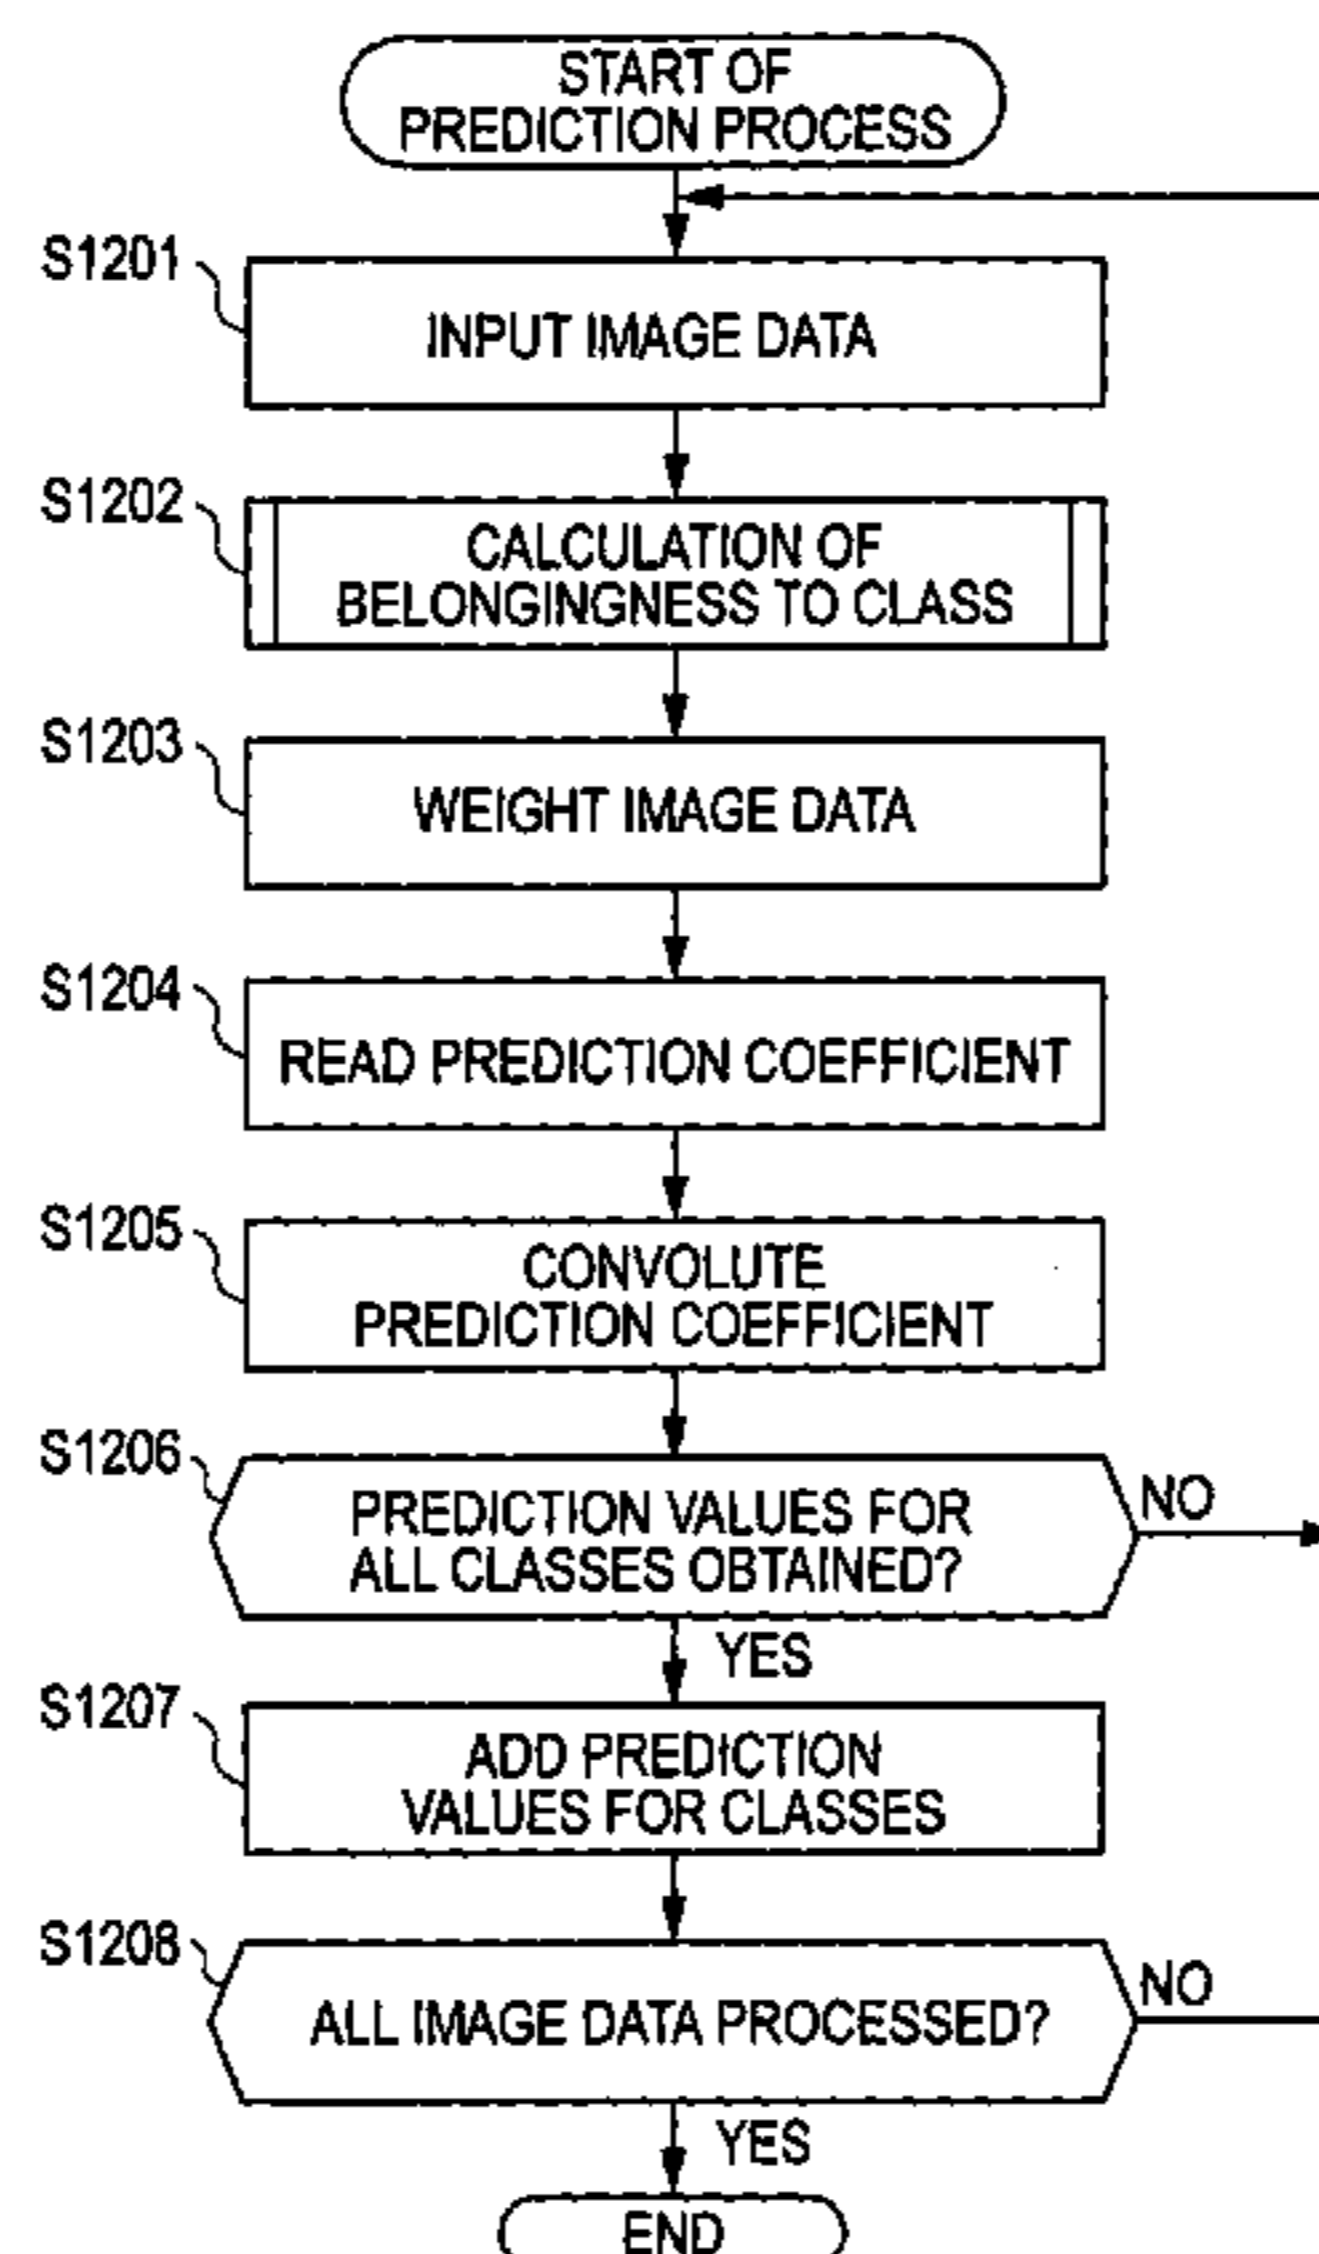 START OF
PREDICTION PROCESS
S1201
INPUT IMAGE DATA
S1202
CALCULATION OF
BELONGINGNESS TO CLASS
S1203
WEIGHT IMAGE DATA
S1204
READ PREDICTION COEFFICIENT
S1205
CONVOLUTE
PREDICTION COEFFICIENT
S1206
PREDICTION VALUES FOR
ALL CLASSES OBTAINED?
NO
YES
S1207
ADD PREDICTION
VALUES FOR CLASSES
S1208
ALL IMAGE DATA PROCESSED?
NO
YES
END